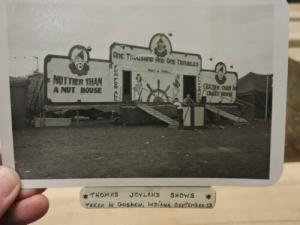 ONE THOUSAND AND ONE TROUBLES
NUTTIER THAN
A NUT HOUSE
CRAZIER THAN A
CRAZY HOUSE
THOMAS JOYLAND SHOWS
TAKEN IN GOSHEN, INDIANA SEPTEMBER